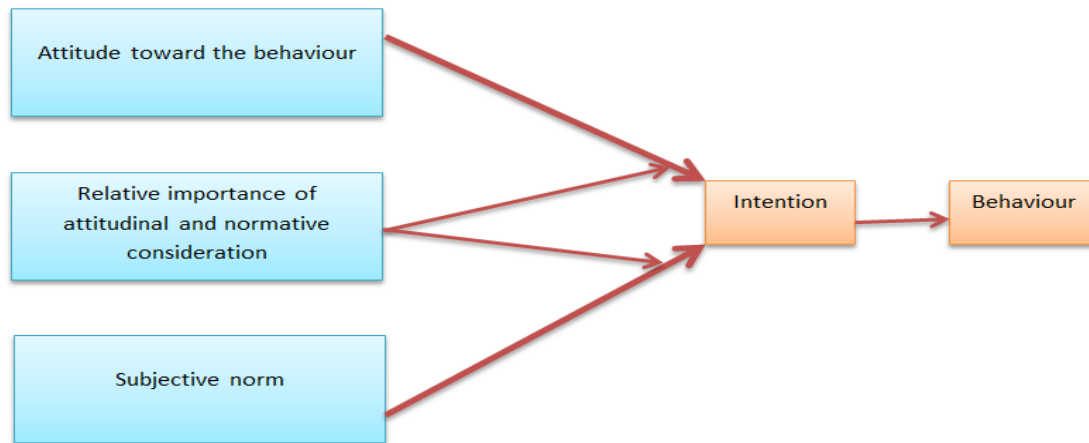 Attitude toward the behaviour
Relative importance of
attitudinal and normative
consideration
Intention
Behaviour
Subjective norm